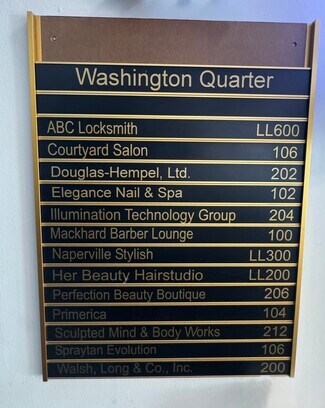 Washington Quarter
ABC Locksmith LL600
Courtyard Salon 106
Douglas-Hempel, Ltd. 202
Elegance Nail & Spa 102
Illumination Technology Group 204
Mackhard Barber Lounge 100
Naperville Stylish LL300
Her Beauty Hairstudio LL200
Perfection Beauty Boutique 206
Primerica 104
Sculpted Mind & Body Works 212
Spraytan Evolution 106
Walsh, Long & Co., Inc. 200